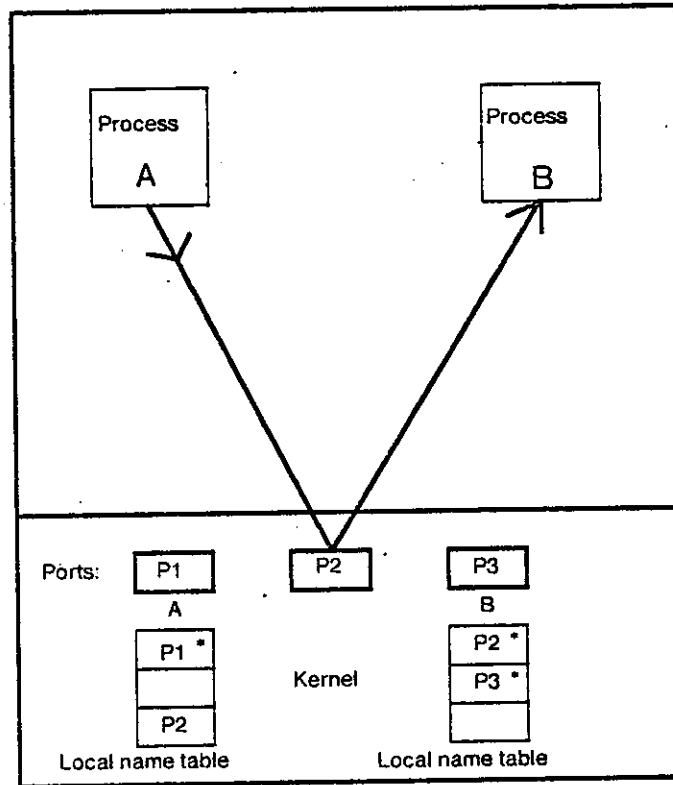 Process
A
Process
B
Ports:
P1
P2
P3
A
B
P1 *
P2
Kernel
P2 *
P3 *
Local name table
Local name table